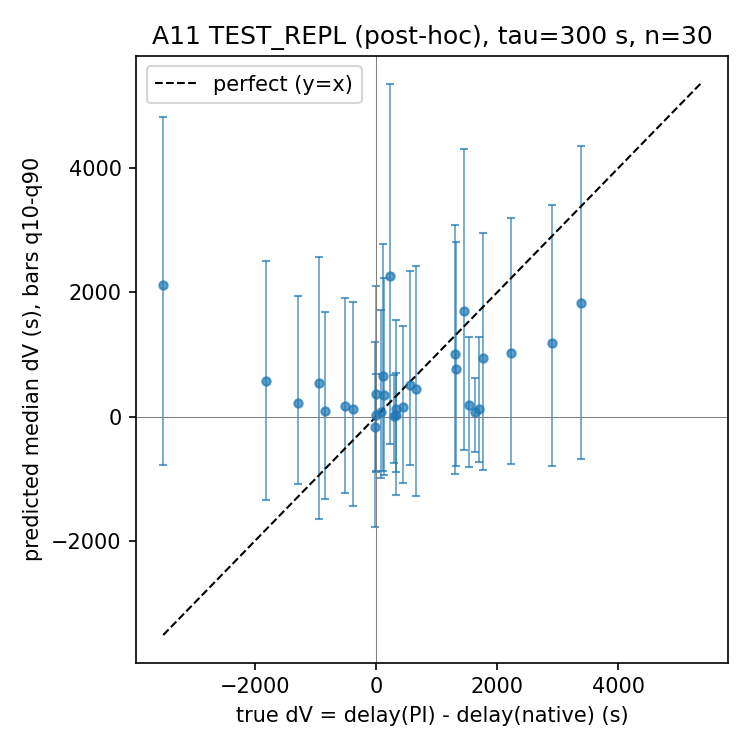 A11 TEST_REPL (post-hoc), tau=300 s, n=30
perfect (y=x)
predicted median dV (s), bars q10-q90
4000
2000
0
−2000
−2000
0
2000
4000
true dV = delay(PI) - delay(native) (s)